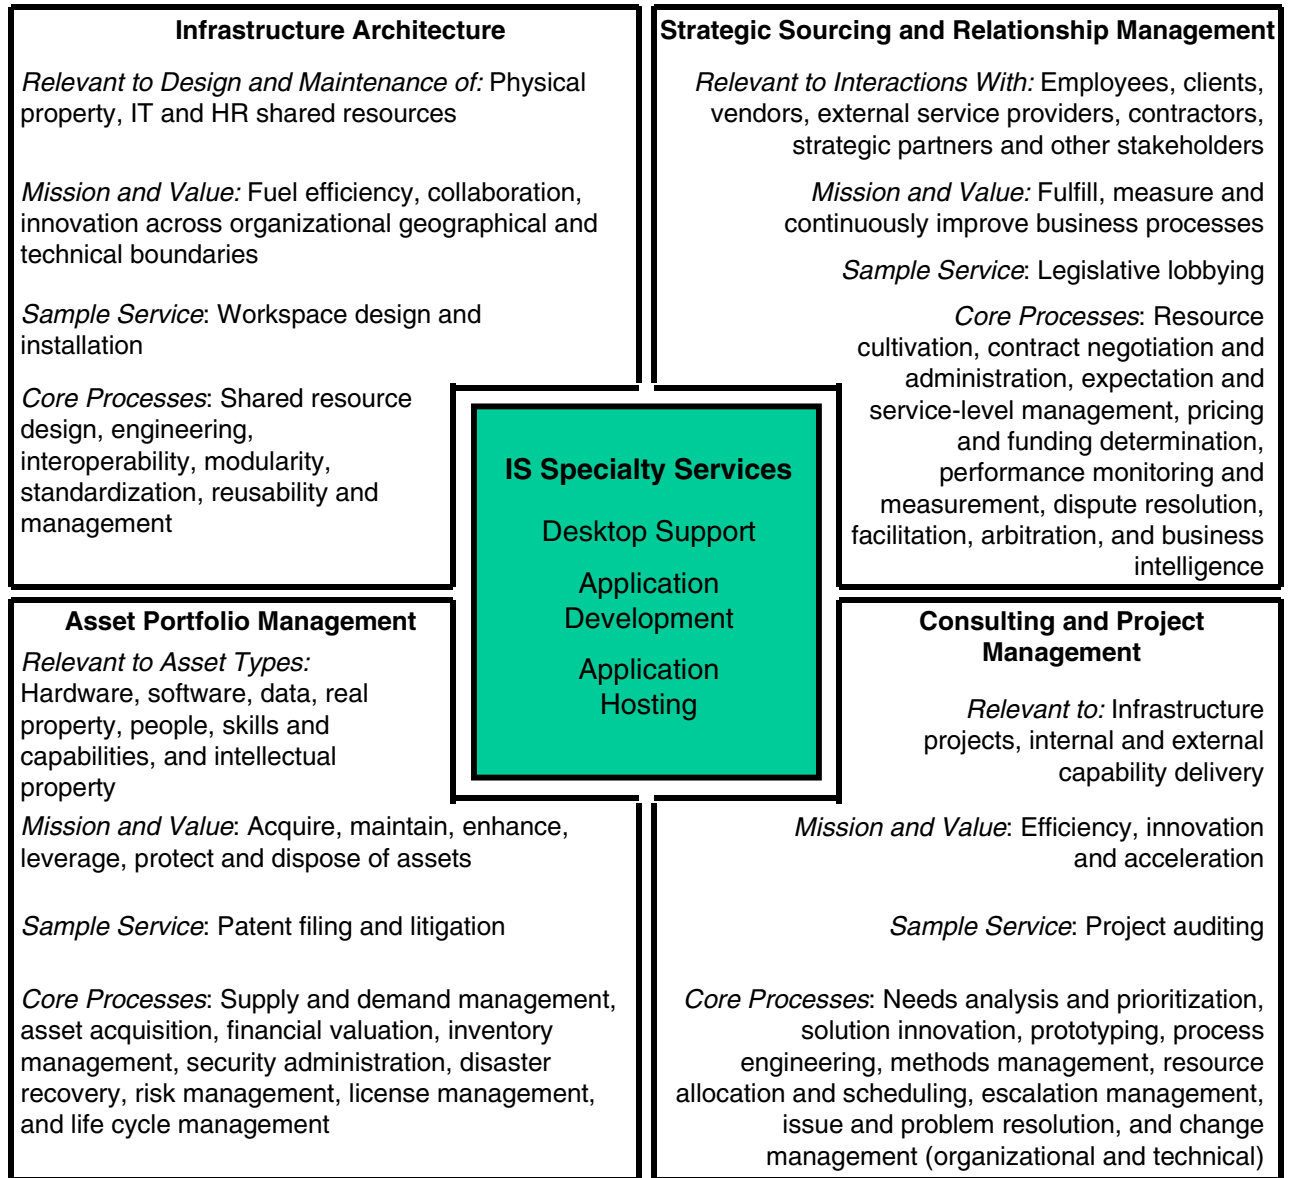 Infrastructure Architecture
Relevant to Design and Maintenance of: Physical
property, IT and HR shared resources
Mission and Value: Fuel efficiency, collaboration,
innovation across organizational geographical and
technical boundaries
Sample Service: Workspace design and
installation
Core Processes: Shared resource
design, engineering,
interoperability, modularity,
standardization, reusability and
management
Strategic Sourcing and Relationship Management
Relevant to Interactions With: Employees, clients,
vendors, external service providers, contractors,
strategic partners and other stakeholders
Mission and Value: Fulfill, measure and
continuously improve business processes
Sample Service: Legislative lobbying
Core Processes: Resource
cultivation, contract negotiation and
administration, expectation and
service-level management, pricing
and funding determination,
performance monitoring and
measurement, dispute resolution,
facilitation, arbitration, and business
intelligence
IS Specialty Services
Desktop Support
Application
Development
Application
Hosting
Asset Portfolio Management
Relevant to Asset Types:
Hardware, software, data, real
property, people, skills and
capabilities, and intellectual
property
Mission and Value: Acquire, maintain, enhance,
leverage, protect and dispose of assets
Sample Service: Patent filing and litigation
Core Processes: Supply and demand management,
asset acquisition, financial valuation, inventory
management, security administration, disaster
recovery, risk management, license management,
and life cycle management
Consulting and Project
Management
Relevant to: Infrastructure
projects, internal and external
capability delivery
Mission and Value: Efficiency, innovation
and acceleration
Sample Service: Project auditing
Core Processes: Needs analysis and prioritization,
solution innovation, prototyping, process
engineering, methods management, resource
allocation and scheduling, escalation management,
issue and problem resolution, and change
management (organizational and technical)